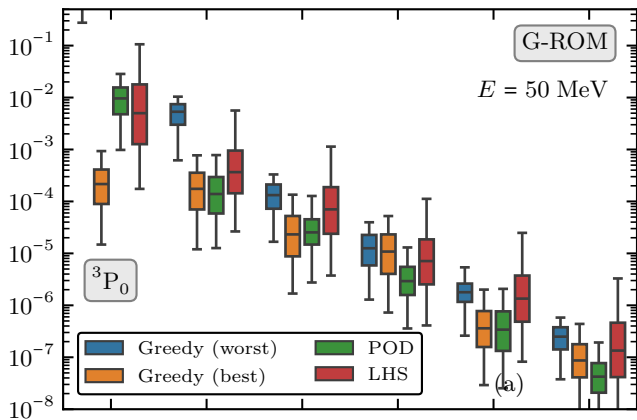 10^{-1}
G-ROM
10^{-2}
E = 50 MeV
10^{-3}
10^{-4}
10^{-5}
^3P_0
10^{-6}
Greedy (worst) POD
10^{-7}
Greedy (best) LHS
(a)
10^{-8}